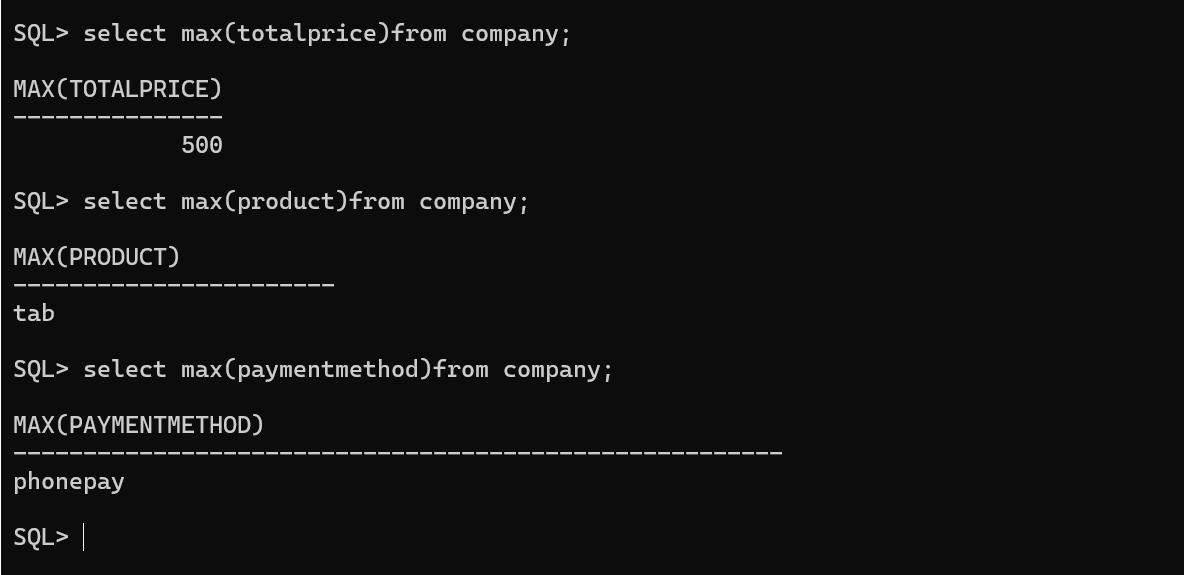 SQL> select max(totalprice)from company;
MAX(TOTALPRICE)
---------------
500
SQL> select max(product)from company;
MAX(PRODUCT)
-----------------------
tab
SQL> select max(paymentmethod)from company;
MAX(PAYMENTMETHOD)
-------------------------------------------------------
phonepay
SQL>